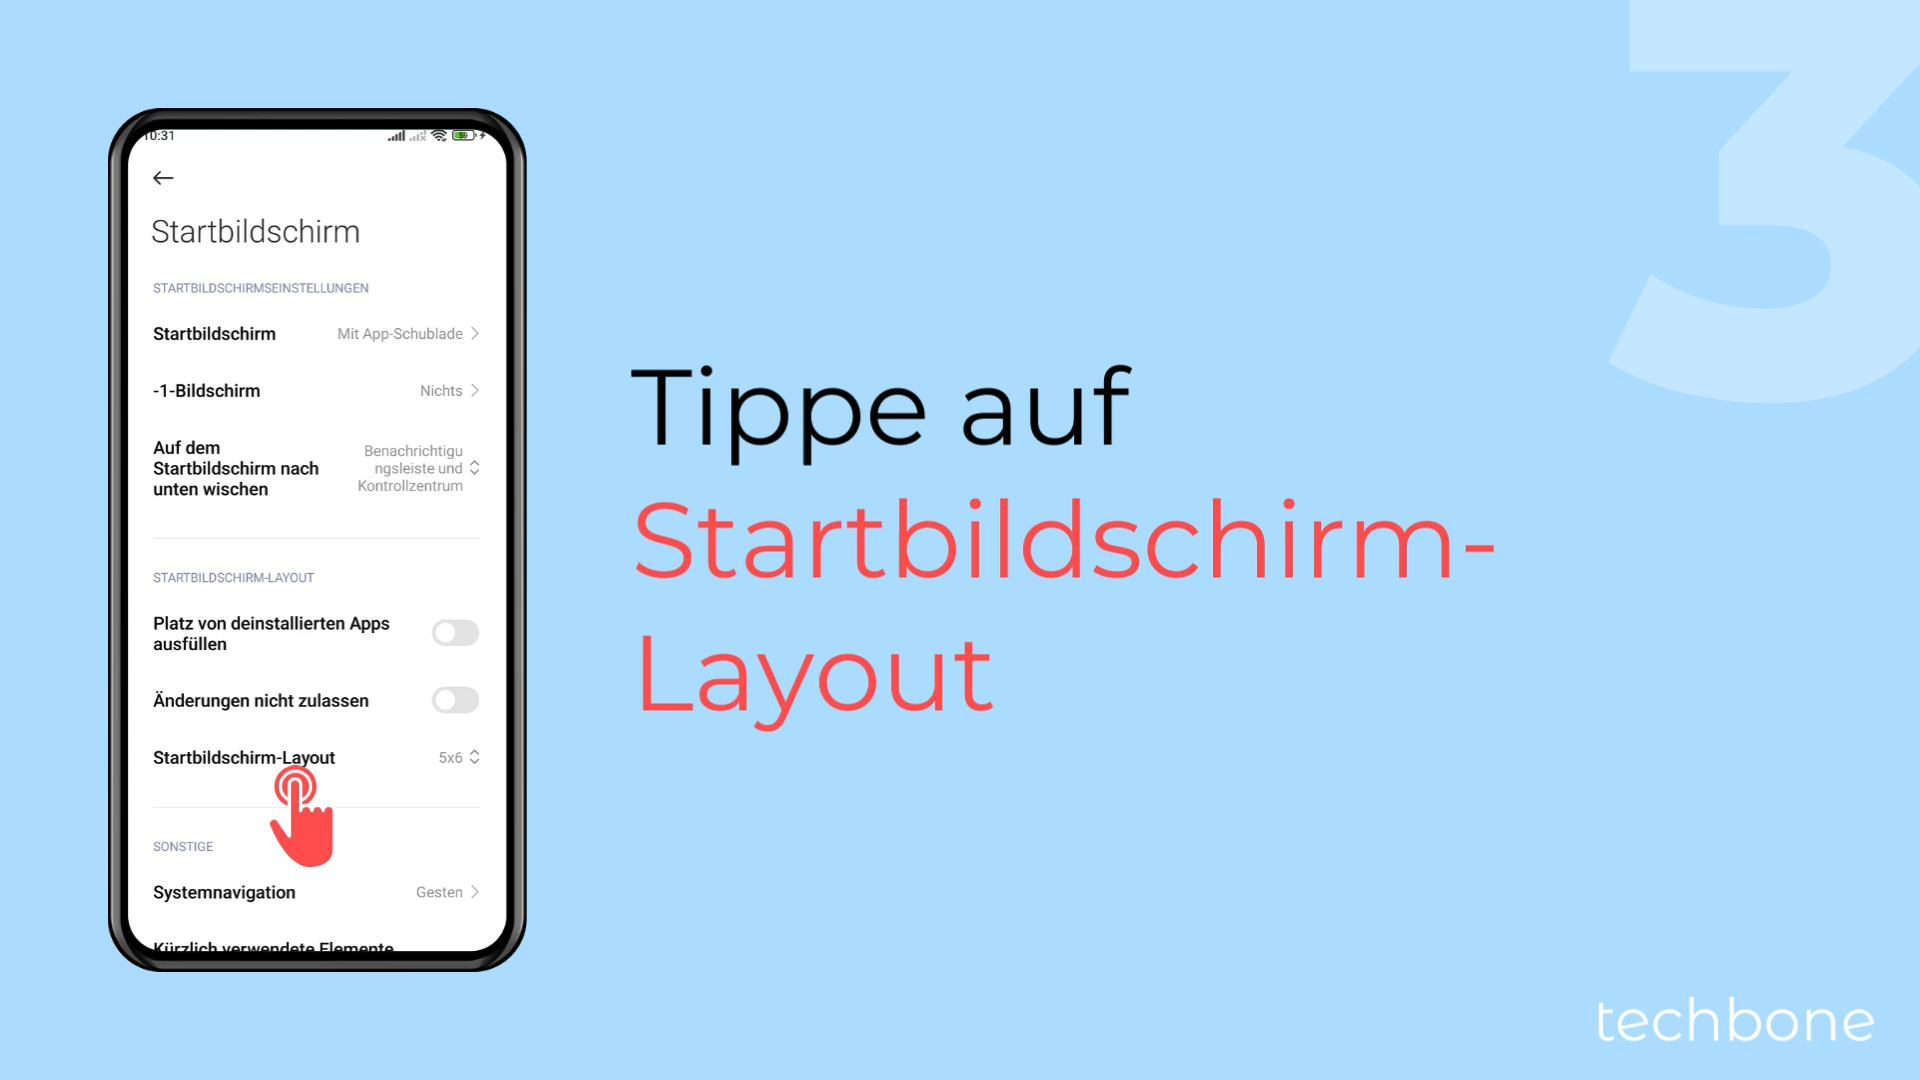 3
10:31
59
Startbildschirm
STARTBILDSCHIRMSEINSTELLUNGEN
Startbildschirm Mit App-Schublade
-1-Bildschirm Nichts
Auf dem
Startbildschirm nach
unten wischen
Benachrichtigu
ngsleiste und
Kontrollzentrum
STARTBILDSCHIRM-LAYOUT
Platz von deinstallierten Apps
ausfüllen
Änderungen nicht zulassen
Startbildschirm-Layout 5x6
SONSTIGE
Systemnavigation Gesten
Kürzlich verwendete Elemente
Tippe auf
Startbildschirm-
Layout
techbone